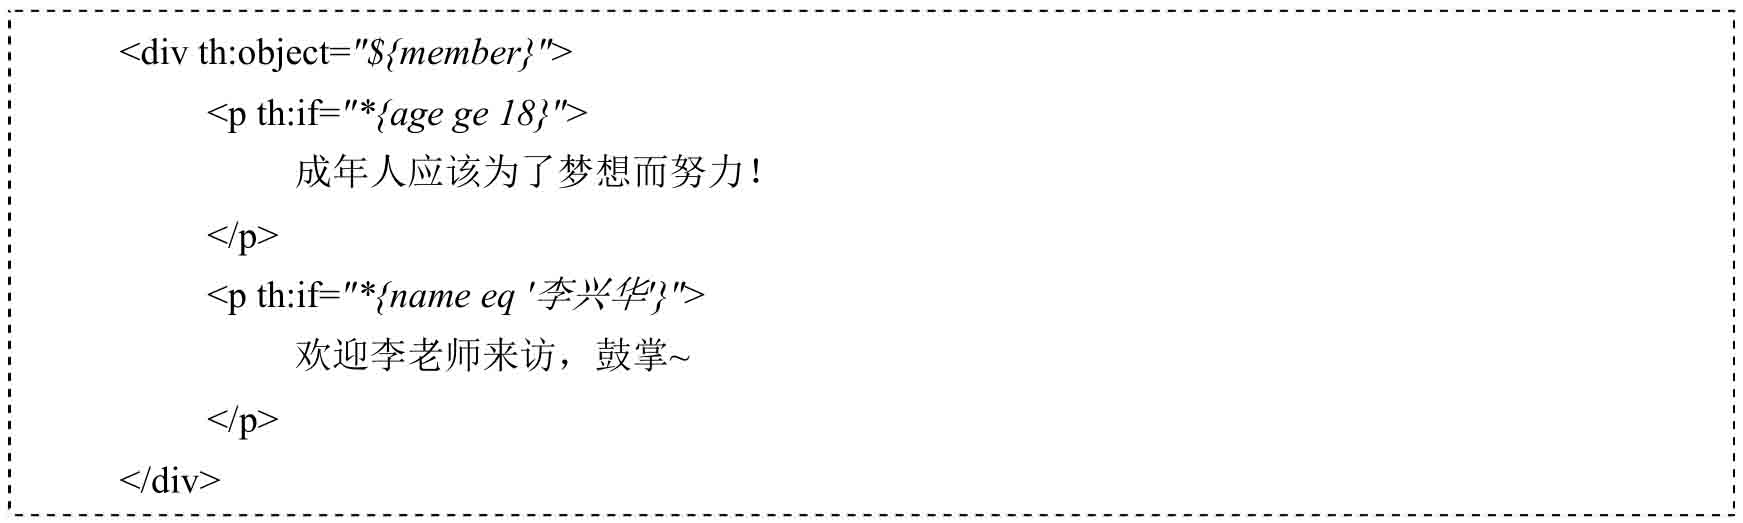 <div th:object="${member}">
<p th:if="*{age ge 18}">
成年人应该为了梦想而努力！
</p>
<p th:if="*{name eq '李兴华'}">
欢迎李老师来访，鼓掌~
</p>
</div>